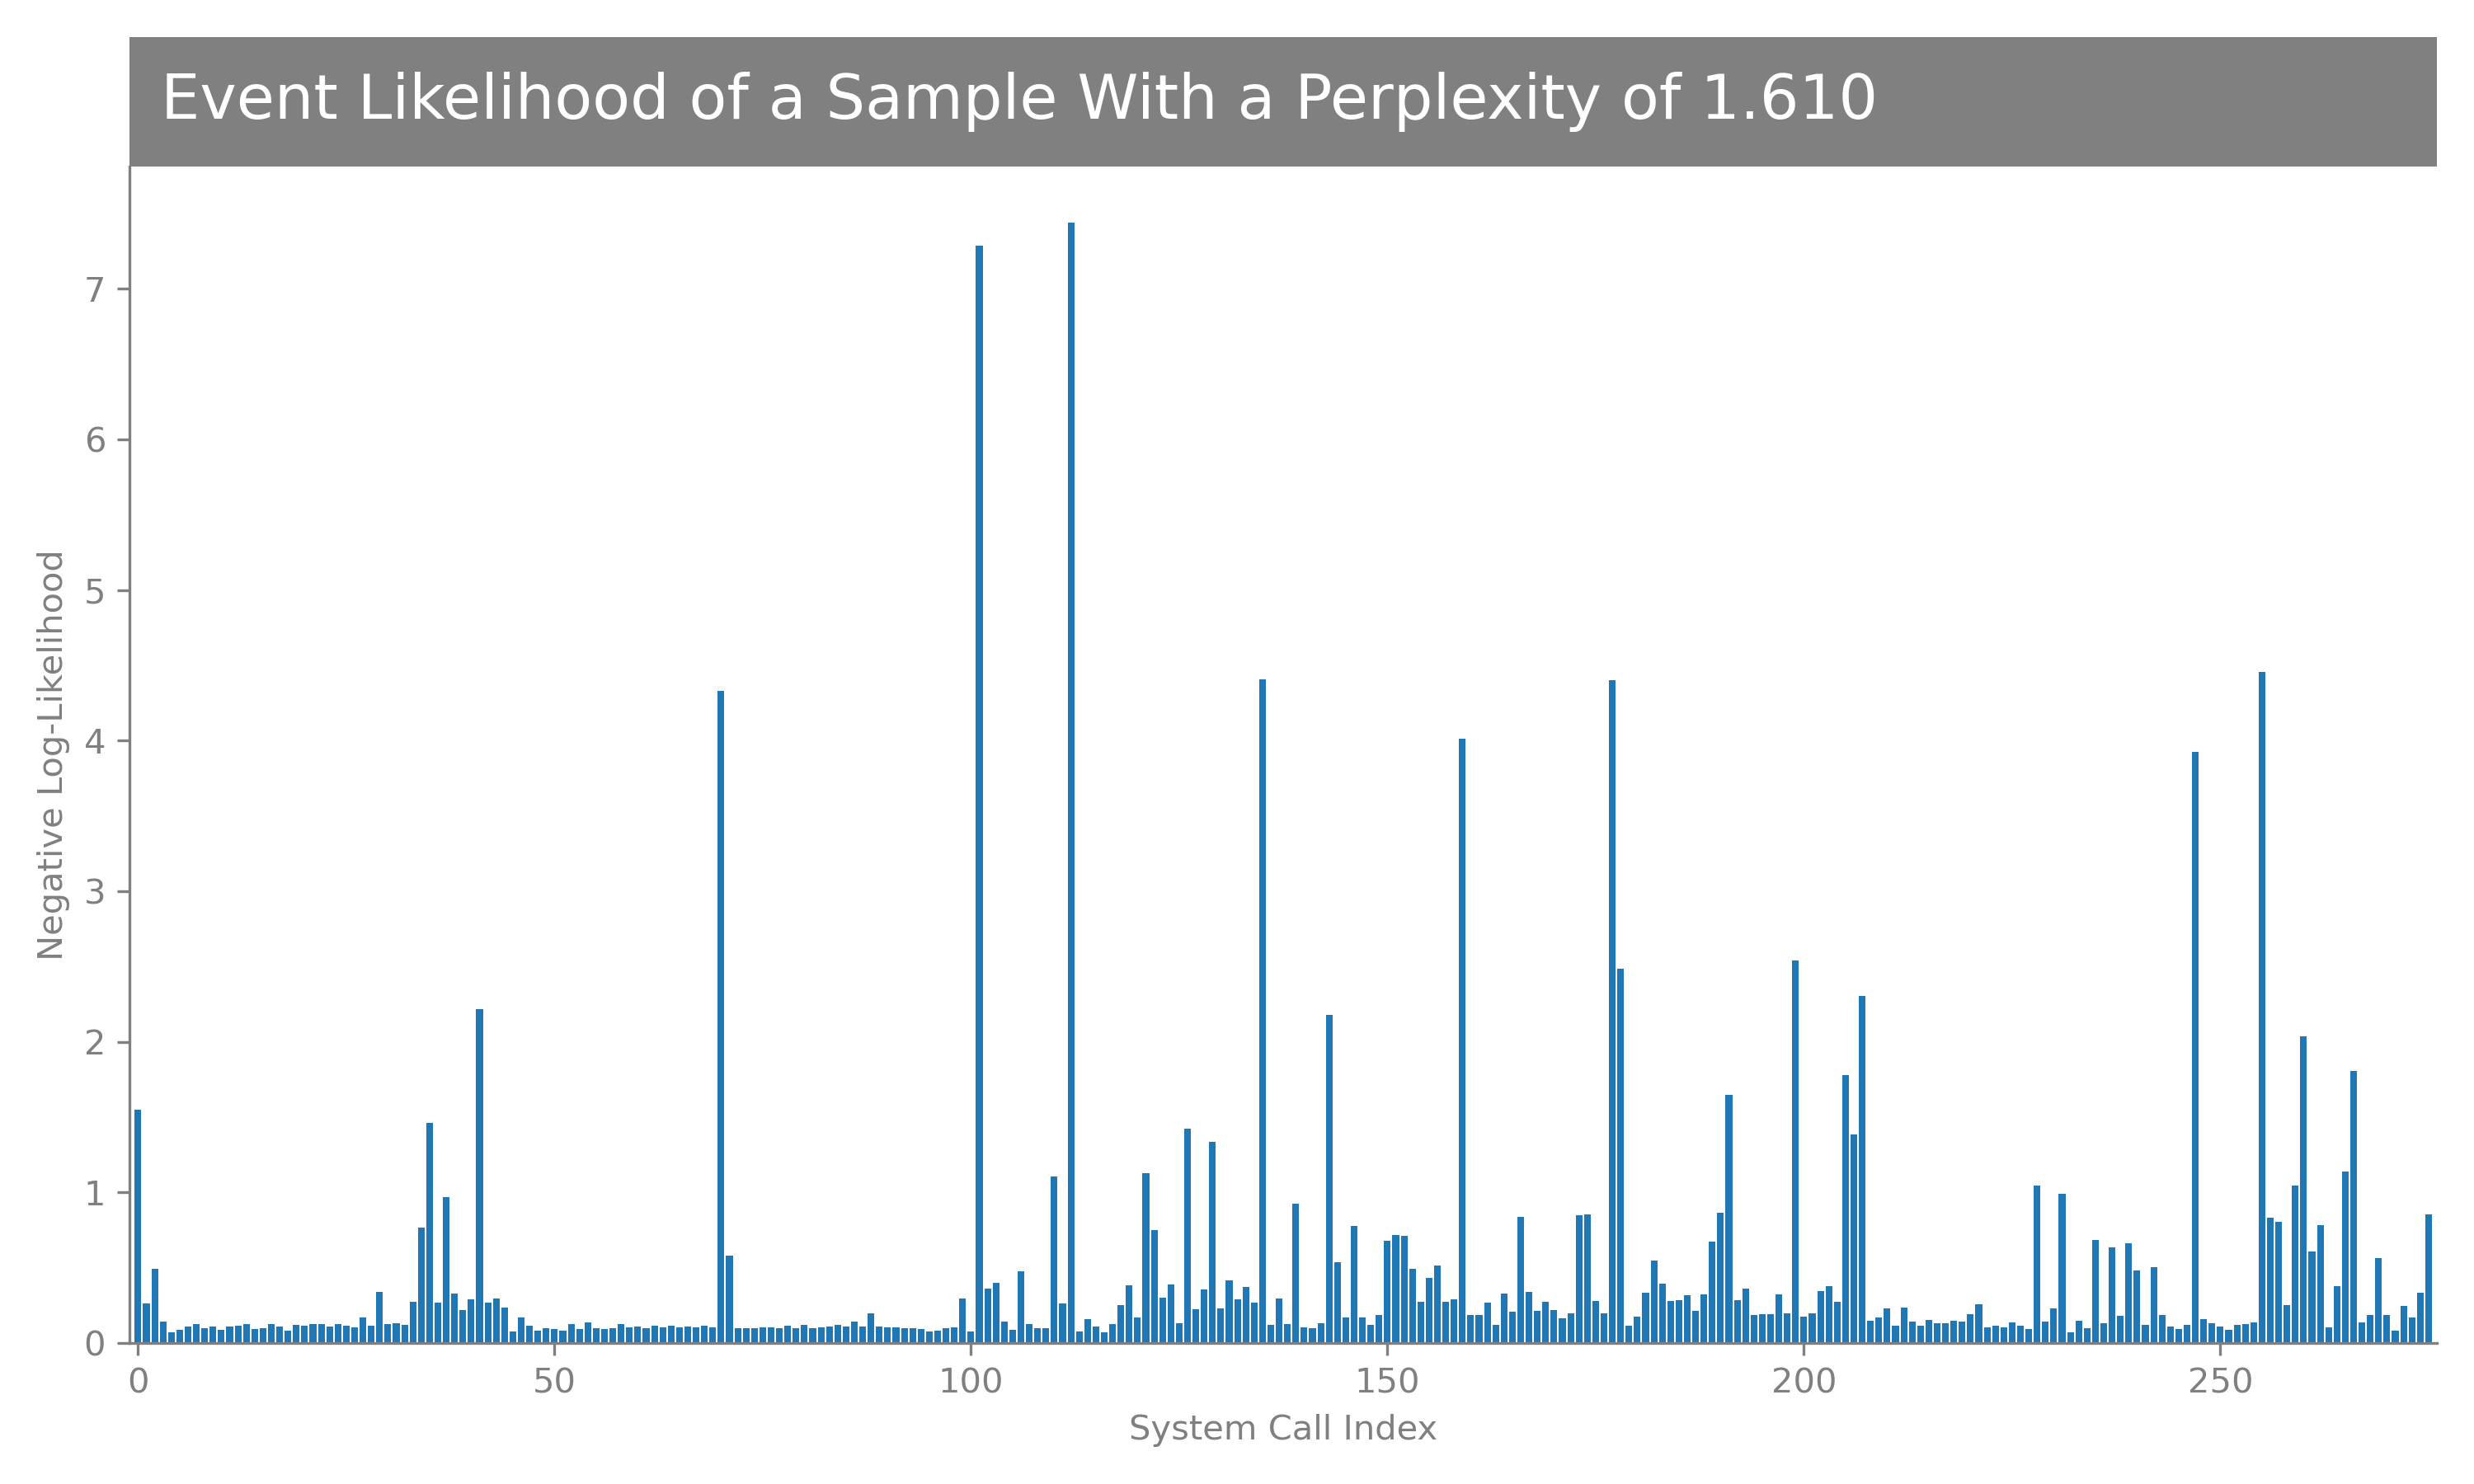 Event Likelihood of a Sample With a Perplexity of 1.610
Negative Log-Likelihood
7
6
5
4
3
2
1
0
0 50 100 150 200 250
System Call Index